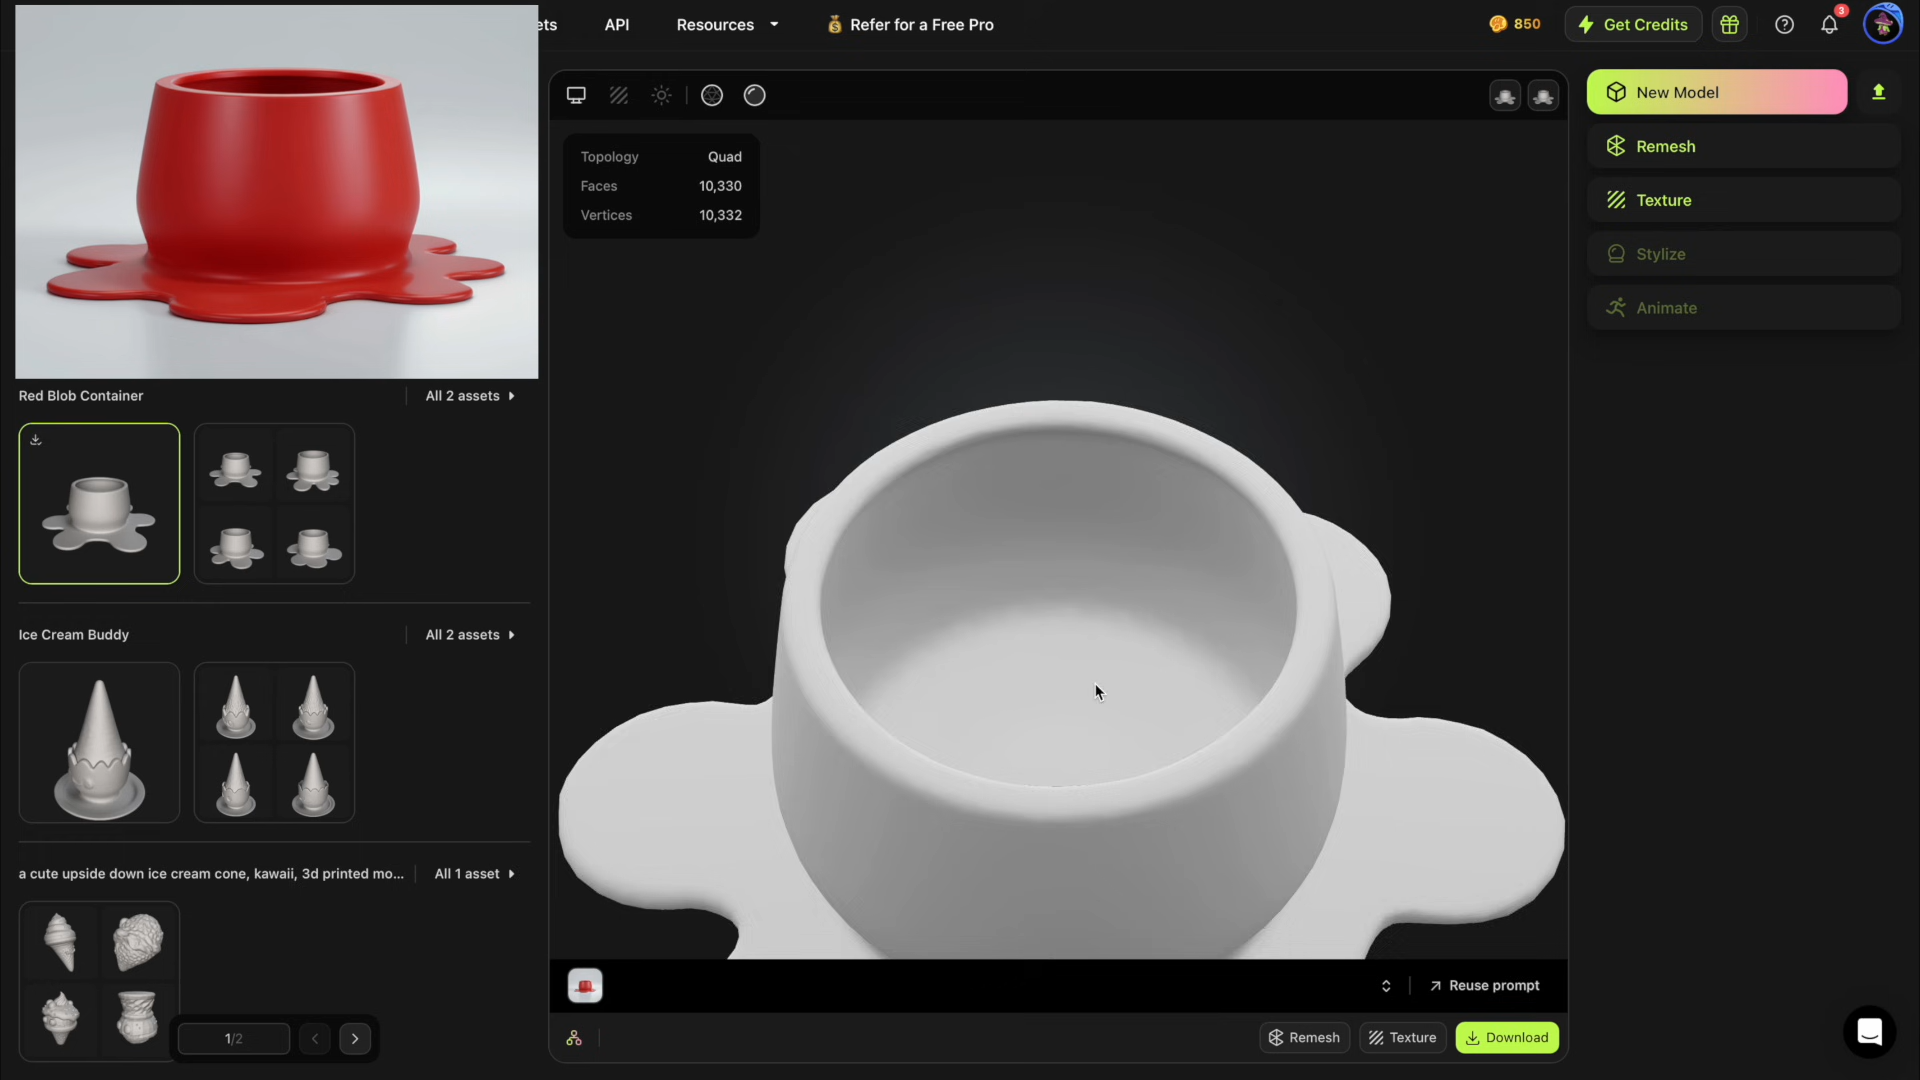 ets
API
Resources
Refer for a Free Pro
850
Get Credits
3
New Model
Remesh
Texture
Stylize
Animate
Topology Quad
Faces 10,330
Vertices 10,332
Red Blob Container
All 2 assets
Ice Cream Buddy
All 2 assets
a cute upside down ice cream cone, kawaii, 3d printed mo...
All 1 asset
1/2
Reuse prompt
Remesh
Texture
Download